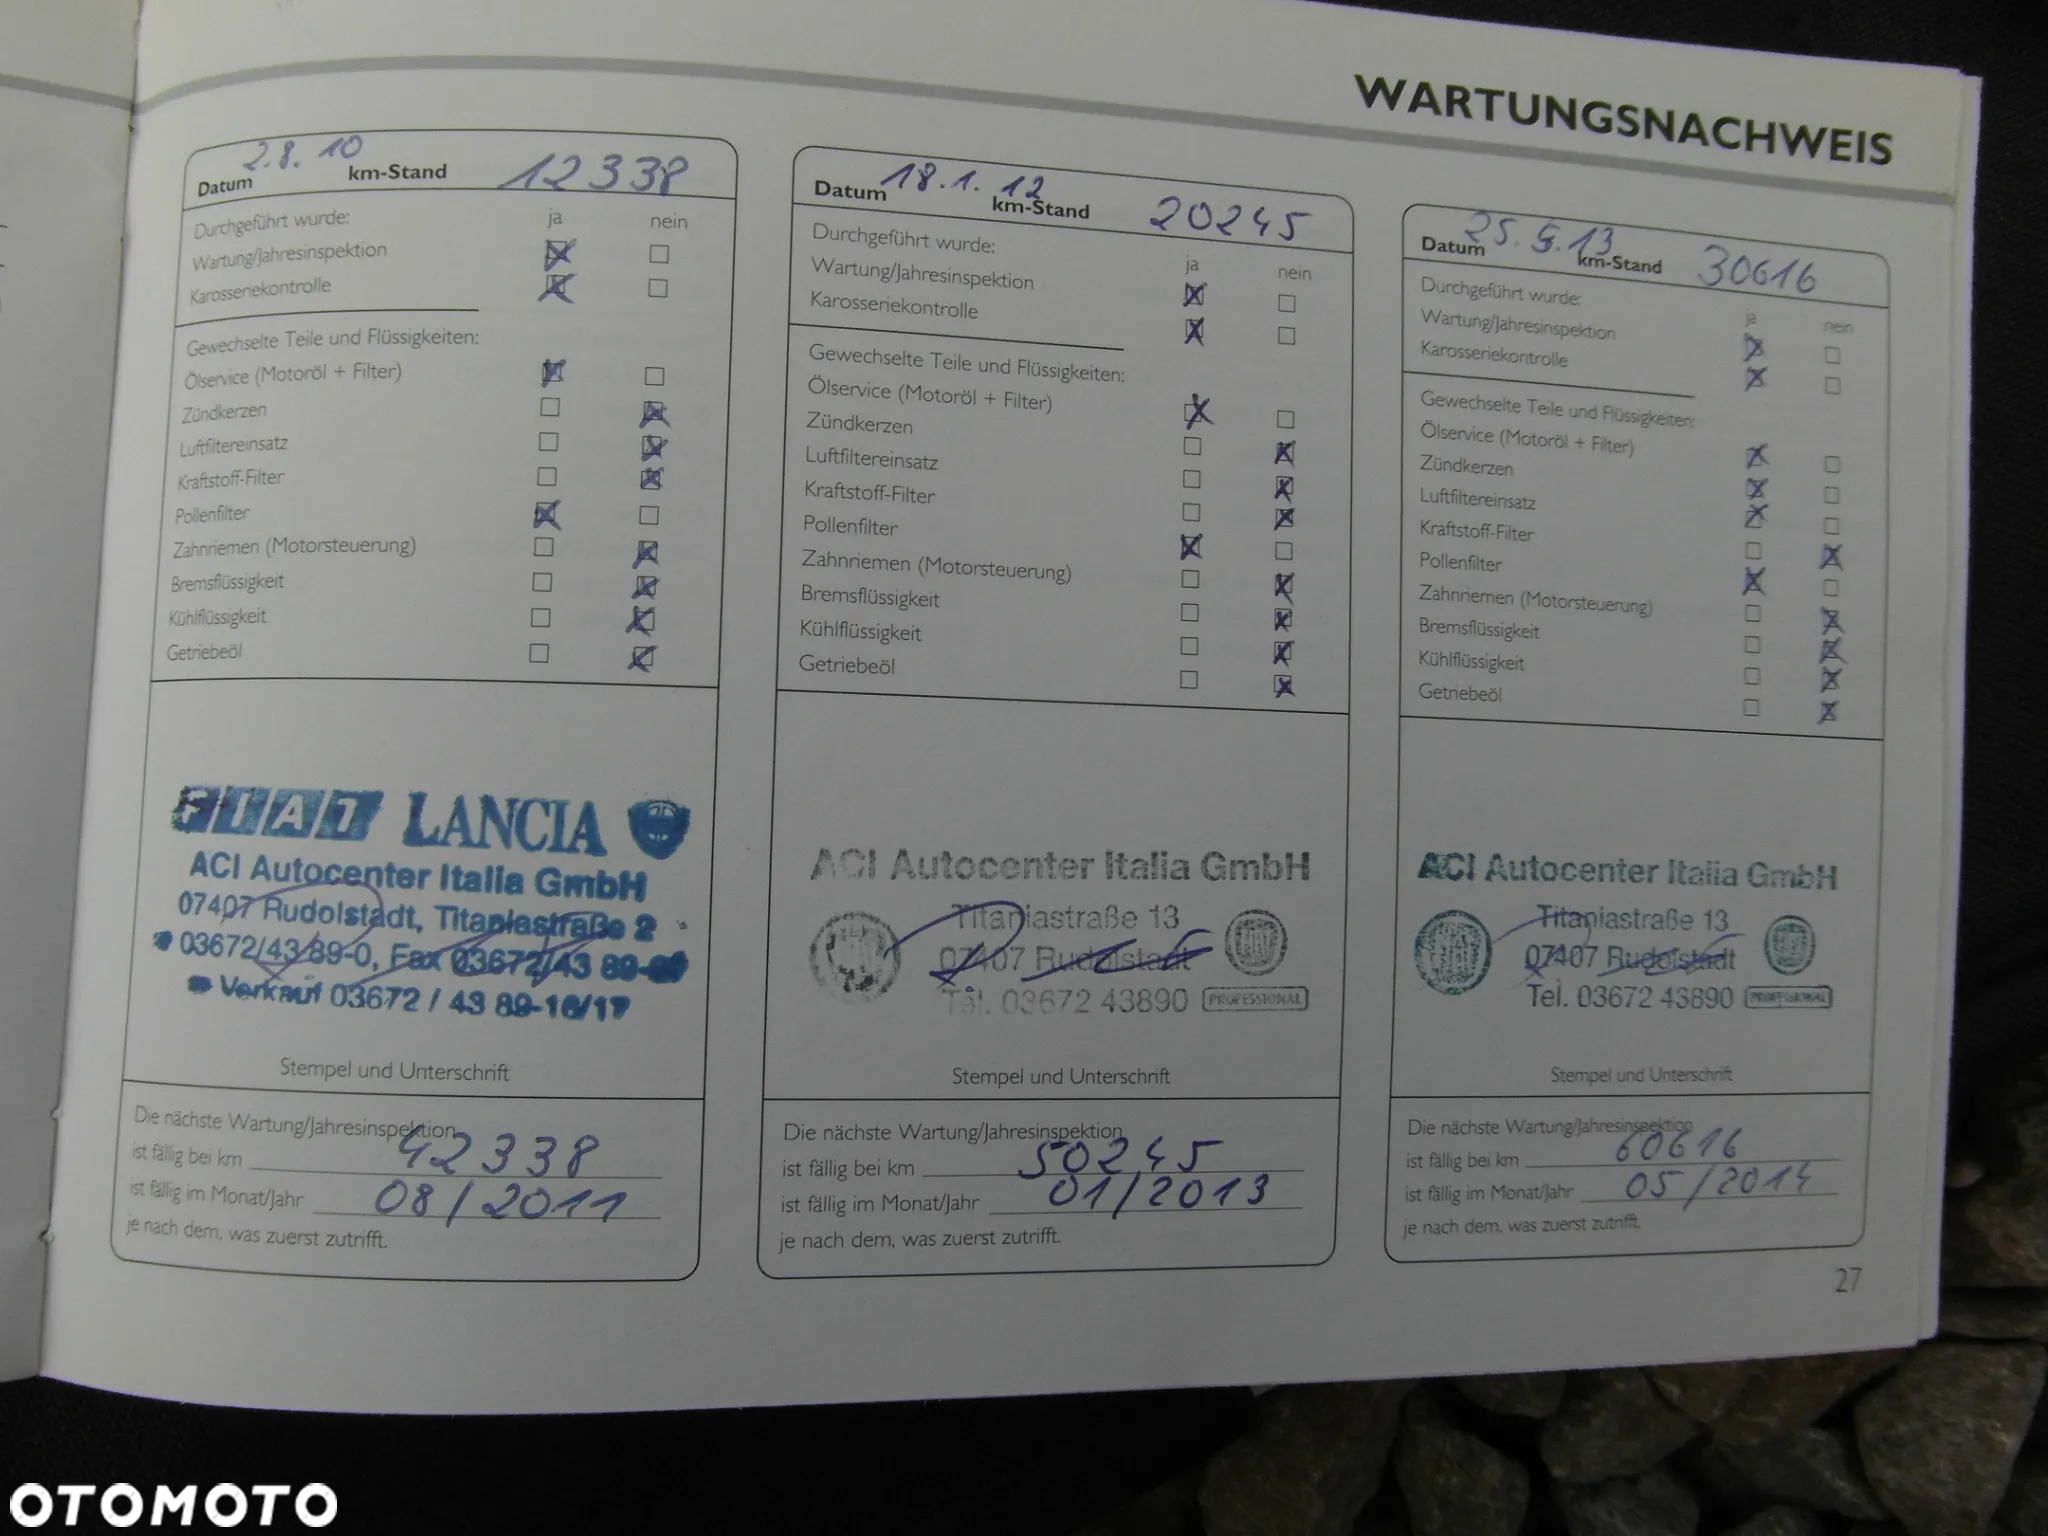 WARTUNGSNACHWEIS
Datum 2.8.10 km-Stand 12338
Durchgeführt wurde: ja nein
Wartung/Jahresinspektion
Karosseriekontrolle
Gewechselte Teile und Flüssigkeiten:
Ölservice (Motoröl + Filter)
Zündkerzen
Luftfiltereinsatz
Kraftstoff-Filter
Pollenfilter
Zahnriemen (Motorsteuerung)
Bremsflüssigkeit
Kühlflüssigkeit
Getriebeöl
FIAT LANCIA
ACI Autocenter Italia GmbH
07407 Rudolstadt, Titaniastraße 2
03672/43 89-0, Fax 03672/43 89-
Verkauf 03672 / 43 89-16/17
Stempel und Unterschrift
Die nächste Wartung/Jahresinspektion
ist fällig bei km 42338
ist fällig im Monat/Jahr 08/2011
je nach dem, was zuerst zutrifft.
Datum 18.1.12 km-Stand 20245
Durchgeführt wurde:
Wartung/Jahresinspektion ja nein
Karosseriekontrolle
Gewechselte Teile und Flüssigkeiten:
Ölservice (Motoröl + Filter)
Zündkerzen
Luftfiltereinsatz
Kraftstoff-Filter
Pollenfilter
Zahnriemen (Motorsteuerung)
Bremsflüssigkeit
Kühlflüssigkeit
Getriebeöl
ACI Autocenter Italia GmbH
Titaniastraße 13
07407 Rudolstadt
Tel. 03672 43890 PROFESSIONAL
Stempel und Unterschrift
Die nächste Wartung/Jahresinspektion
ist fällig bei km 50245
ist fällig im Monat/Jahr 01/2013
je nach dem, was zuerst zutrifft.
Datum 25.5.13 km-Stand 30616
Durchgeführt wurde:
Wartung/Jahresinspektion ja nein
Karosseriekontrolle
Gewechselte Teile und Flüssigkeiten:
Ölservice (Motoröl + Filter)
Zündkerzen
Luftfiltereinsatz
Kraftstoff-Filter
Pollenfilter
Zahnriemen (Motorsteuerung)
Bremsflüssigkeit
Kühlflüssigkeit
Getriebeöl
ACI Autocenter Italia GmbH
Titaniastraße 13
07407 Rudolstadt
Tel. 03672 43890 PROFESSIONAL
Stempel und Unterschrift
Die nächste Wartung/Jahresinspektion
ist fällig bei km 60616
ist fällig im Monat/Jahr 05/2014
je nach dem, was zuerst zutrifft.
27
OTOMOTO